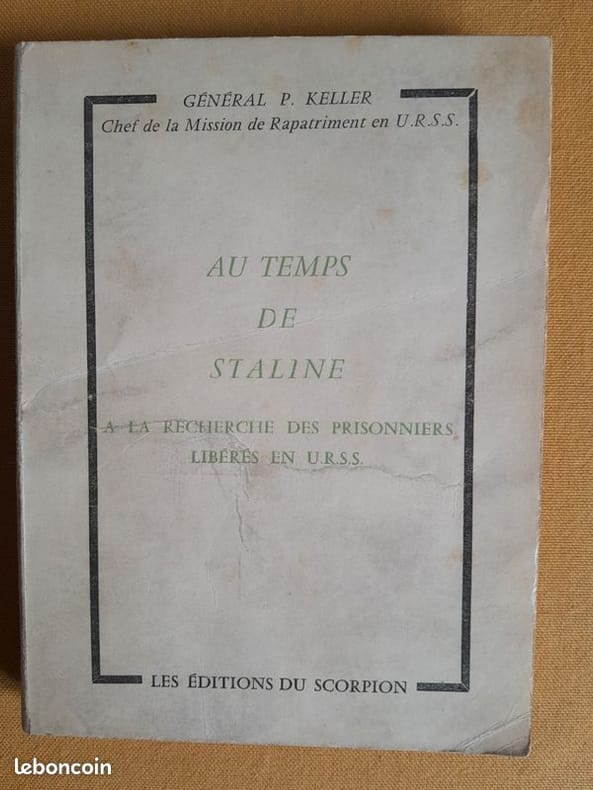 GÉNÉRAL P. KELLER
Chef de la Mission de Rapatriment en U.R.S.S.
AU TEMPS
DE
STALINE
A LA RECHERCHE DES PRISONNIERS
LIBÉRÉS EN U.R.S.S.
LES ÉDITIONS DU SCORPION
leboncoin